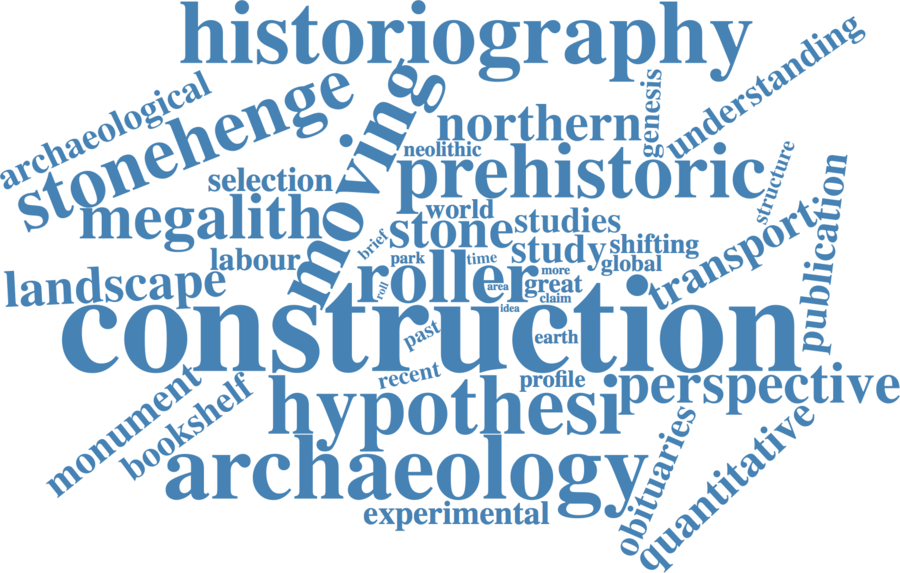 historiography
understanding
archaeological
stonehenge
moving
genesis
northern
neolithic
prehistoric
structure
selection
megalith
world
studies
brief
stone
study
shifting
publication
labour
park
time
global
transport
landscape
roller
roll
area
more
great
claim
idea
construction
past
earth
recent
profile
perspective
monument
bookshelf
hypothesi
archaeology
obituaries
quantitative
experimental